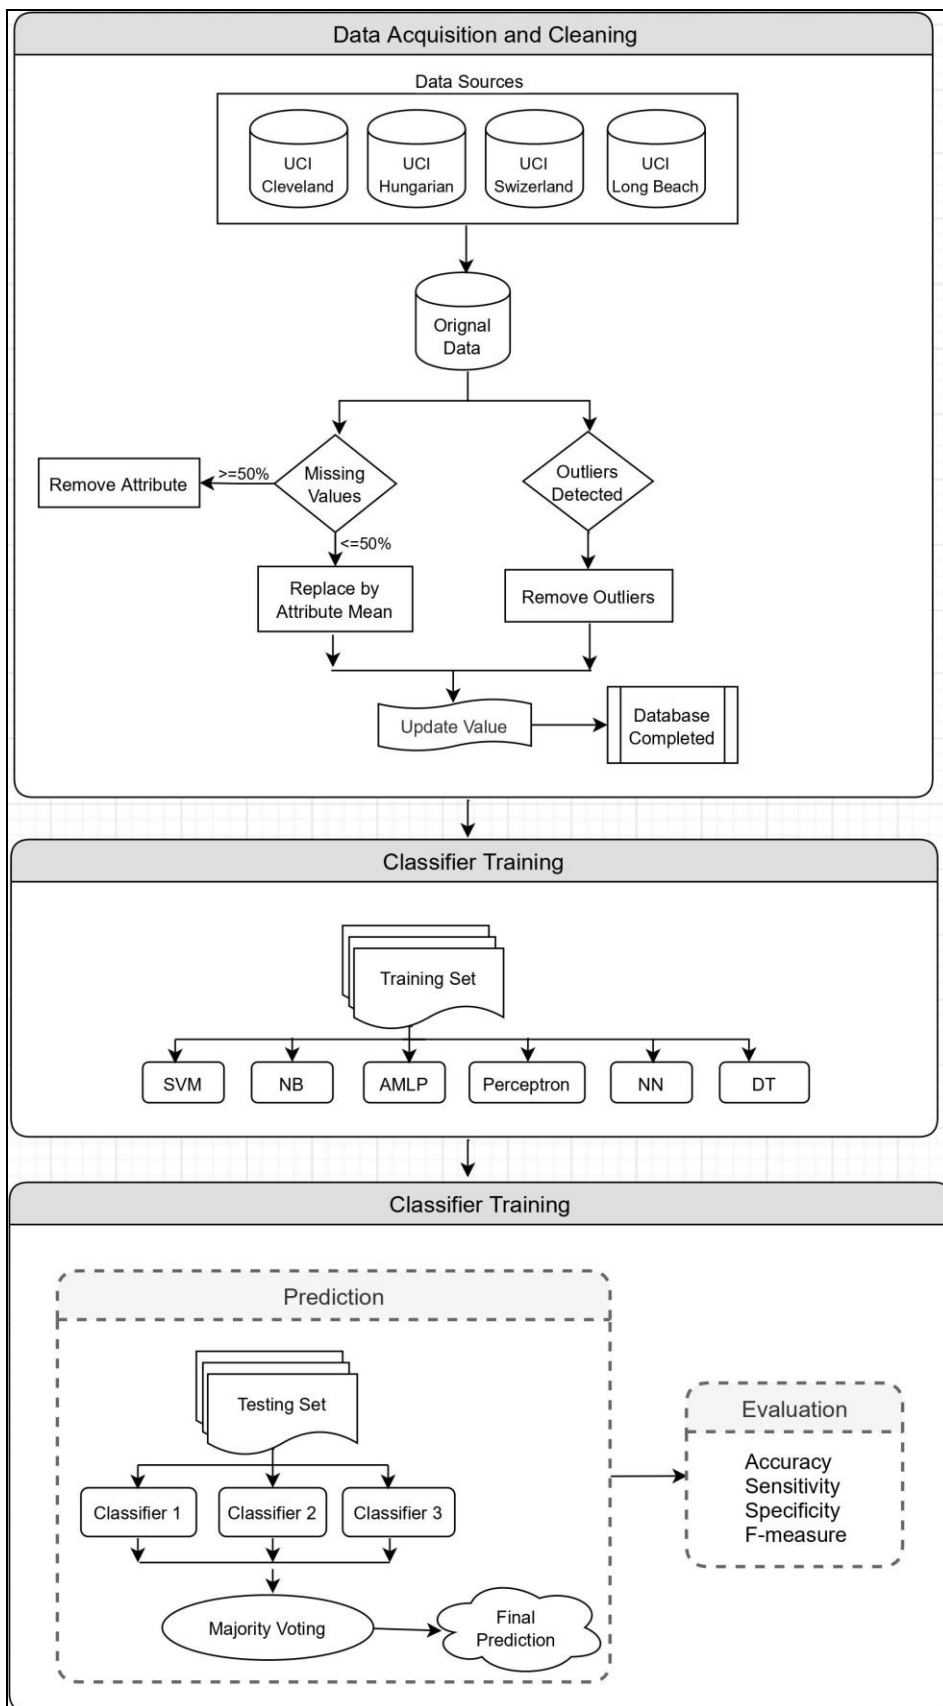 Data Acquisition and Cleaning
Data Sources
UCI
Cleveland
UCI
Hungarian
UCI
Swizerland
UCI
Long Beach
Orignal
Data
Remove Attribute
>=50%
Missing
Values
Outliers
Detected
<=50%
Replace by
Attribute Mean
Remove Outliers
Update Value
Database
Completed
Classifier Training
Training Set
SVM
NB
AMLP
Perceptron
NN
DT
Classifier Training
Prediction
Testing Set
Classifier 1
Classifier 2
Classifier 3
Majority Voting
Final
Prediction
Evaluation
Accuracy
Sensitivity
Specificity
F-measure